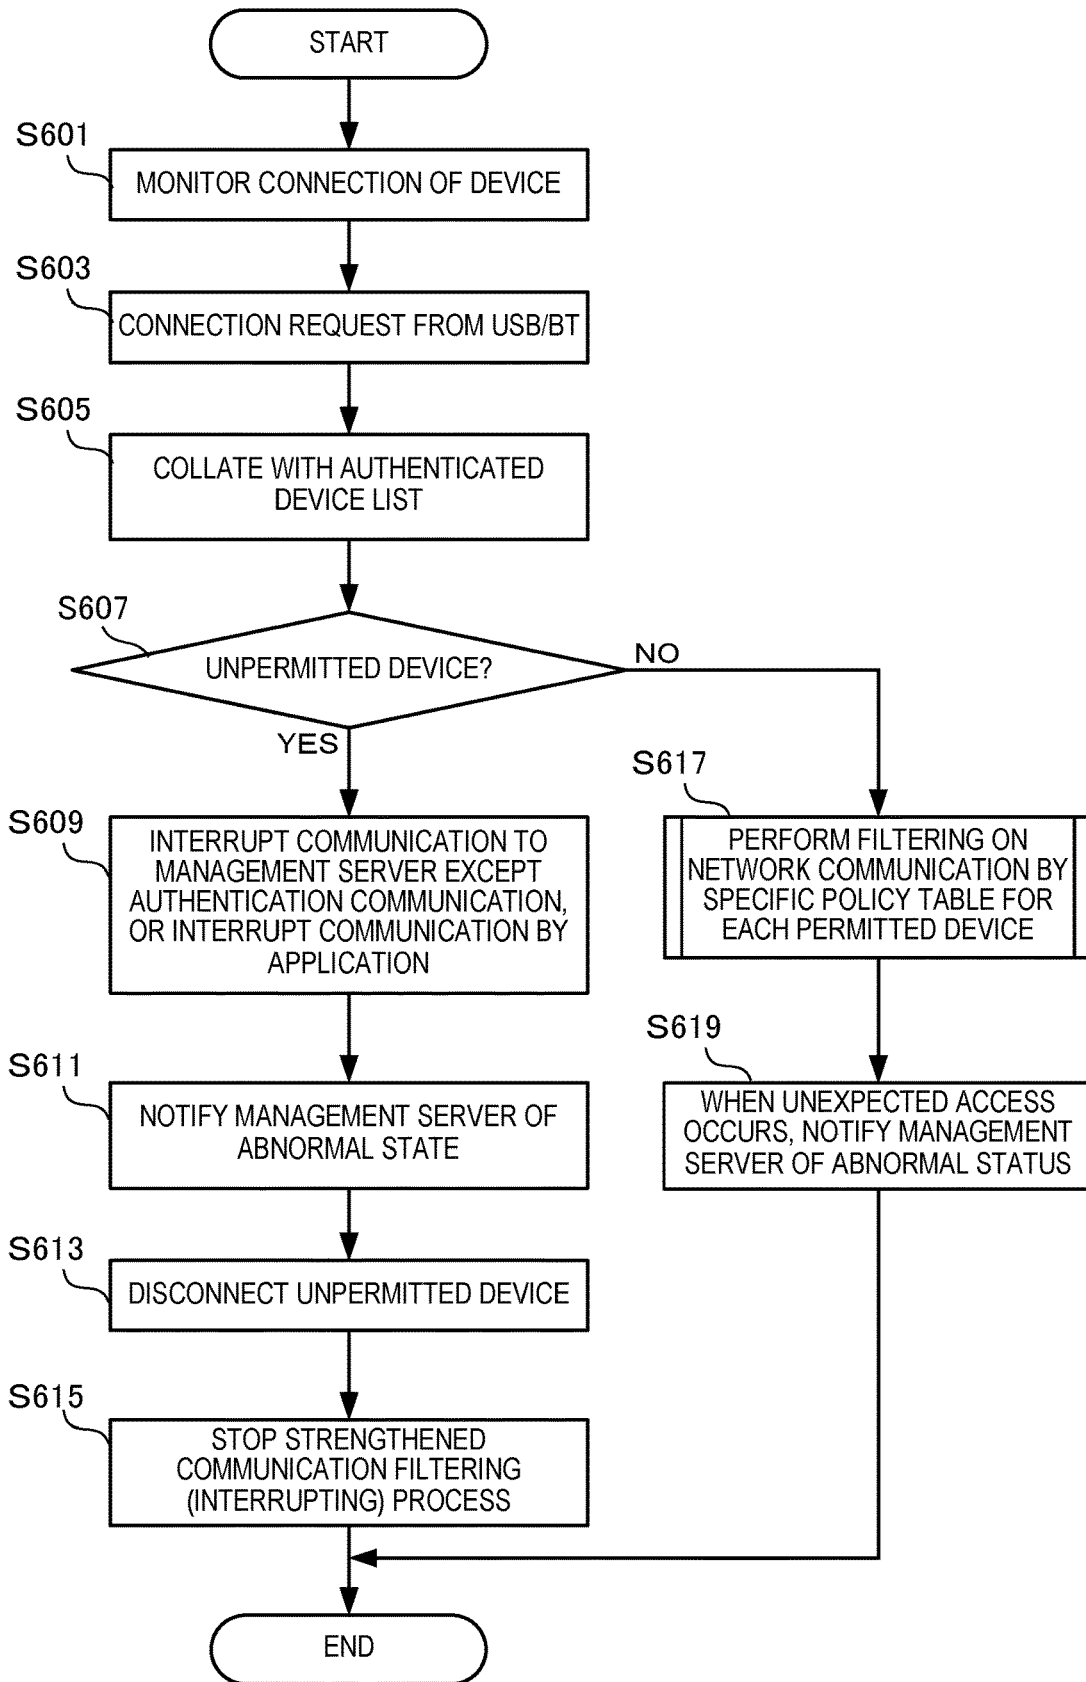 START
S601
MONITOR CONNECTION OF DEVICE
S603
CONNECTION REQUEST FROM USB/BT
S605
COLLATE WITH AUTHENTICATED
DEVICE LIST
S607
UNPERMITTED DEVICE?
NO
YES
S609
INTERRUPT COMMUNICATION TO
MANAGEMENT SERVER EXCEPT
AUTHENTICATION COMMUNICATION,
OR INTERRUPT COMMUNICATION BY
APPLICATION
S617
PERFORM FILTERING ON
NETWORK COMMUNICATION BY
SPECIFIC POLICY TABLE FOR
EACH PERMITTED DEVICE
S611
NOTIFY MANAGEMENT SERVER OF
ABNORMAL STATE
S619
WHEN UNEXPECTED ACCESS
OCCURS, NOTIFY MANAGEMENT
SERVER OF ABNORMAL STATUS
S613
DISCONNECT UNPERMITTED DEVICE
S615
STOP STRENGTHENED
COMMUNICATION FILTERING
(INTERRUPTING) PROCESS
END